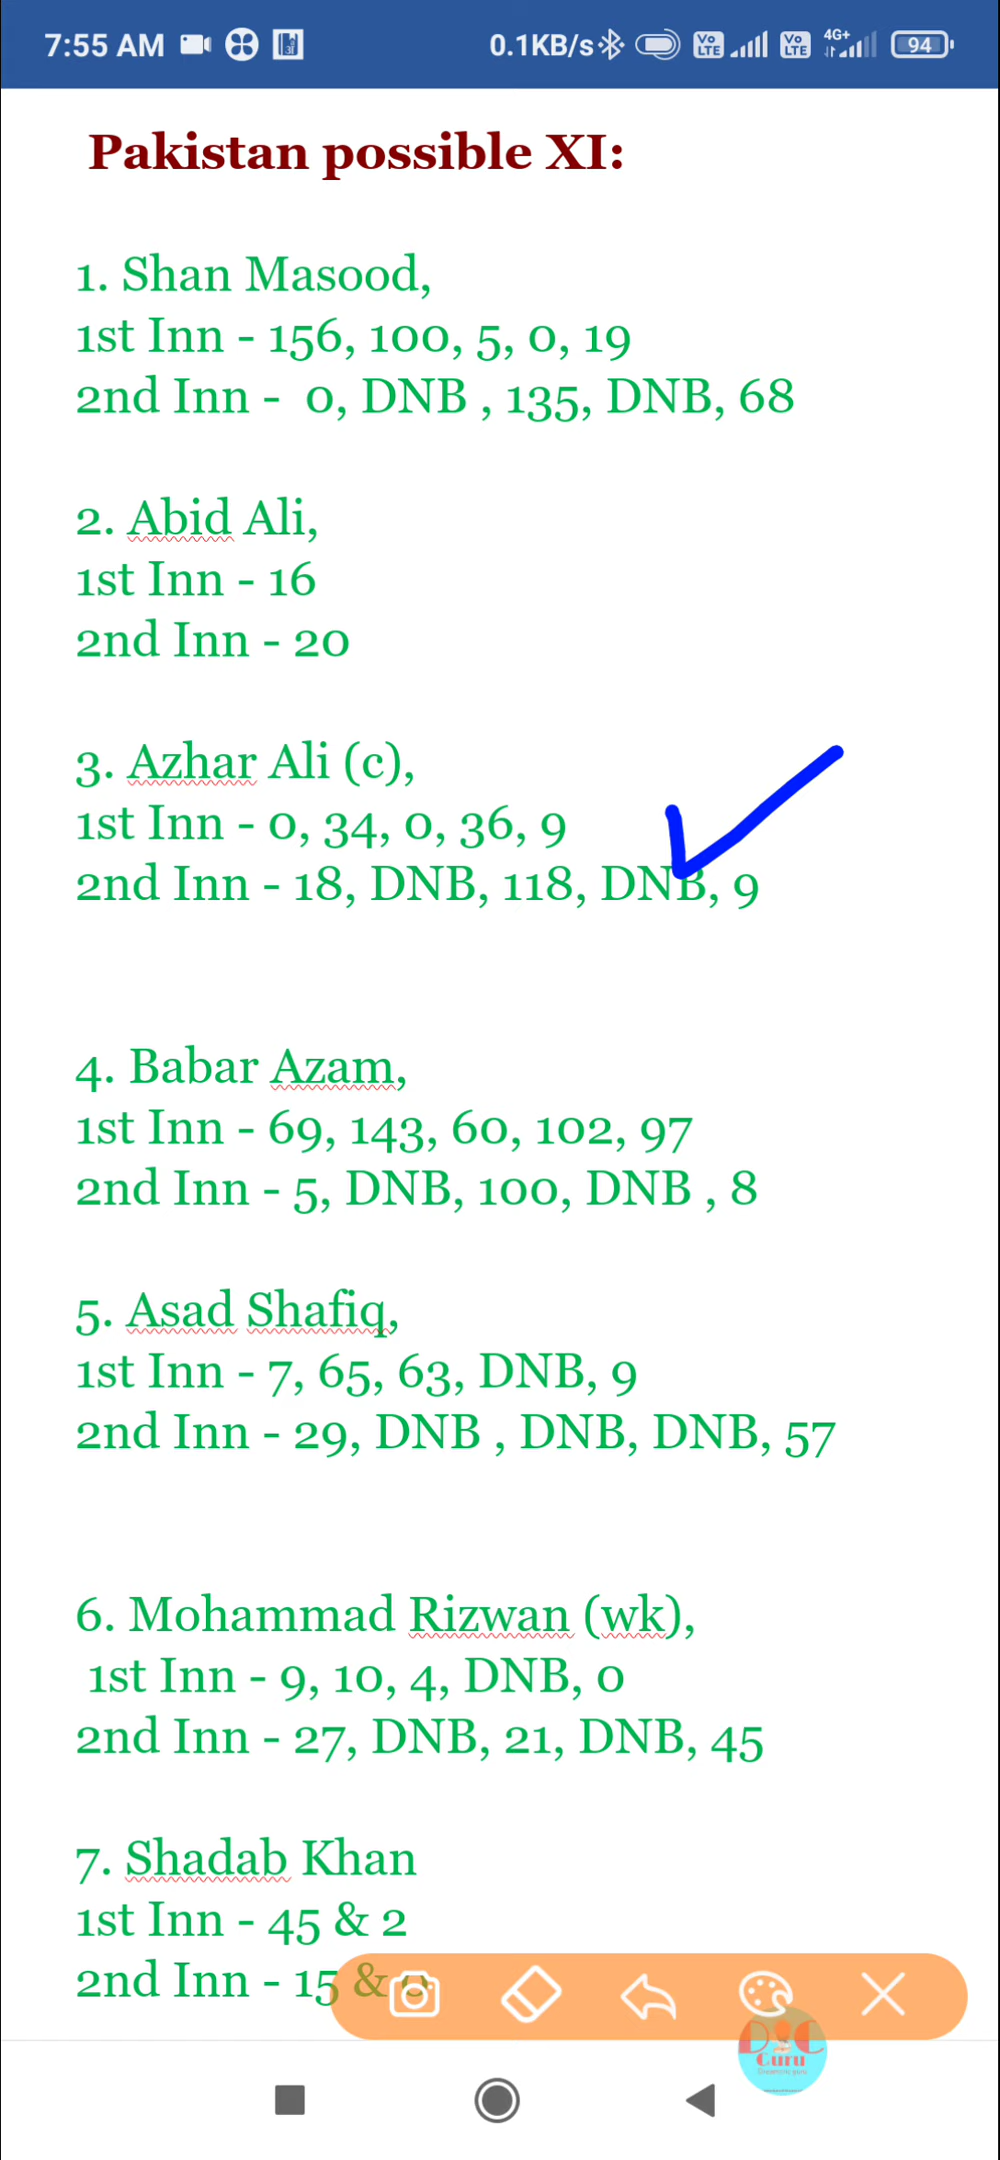 7:55 AM 0.1KB/s Vo LTE Vo LTE 4G+ 94
Pakistan possible XI:
1. Shan Masood,
1st Inn - 156, 100, 5, 0, 19
2nd Inn - 0, DNB , 135, DNB, 68
2. Abid Ali,
1st Inn - 16
2nd Inn - 20
3. Azhar Ali (c),
1st Inn - 0, 34, 0, 36, 9
2nd Inn - 18, DNB, 118, DNB, 9
4. Babar Azam,
1st Inn - 69, 143, 60, 102, 97
2nd Inn - 5, DNB, 100, DNB , 8
5. Asad Shafiq,
1st Inn - 7, 65, 63, DNB, 9
2nd Inn - 29, DNB , DNB, DNB, 57
6. Mohammad Rizwan (wk),
1st Inn - 9, 10, 4, DNB, 0
2nd Inn - 27, DNB, 21, DNB, 45
7. Shadab Khan
1st Inn - 45 & 2
2nd Inn - 15 &
Guru